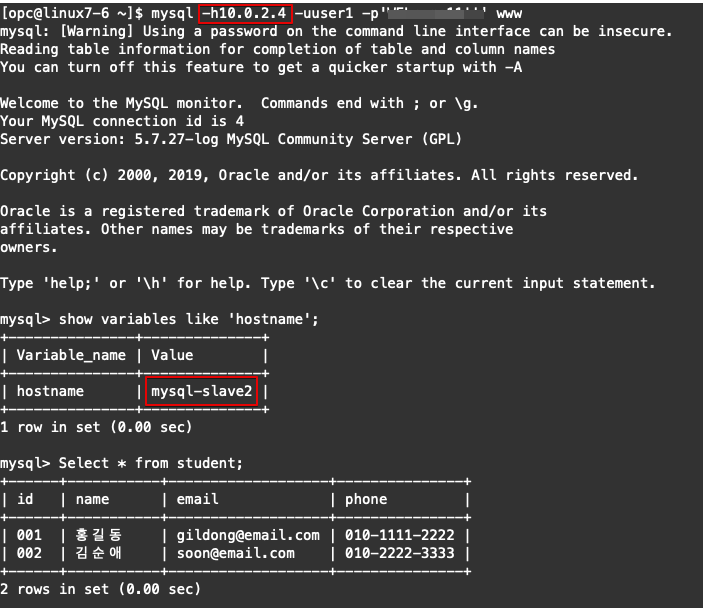 [opc@linux7-6 ~]$ mysql -h10.0.2.4 -uuser1 -p' www
mysql: [Warning] Using a password on the command line interface can be insecure.
Reading table information for completion of table and column names
You can turn off this feature to get a quicker startup with -A
Welcome to the MySQL monitor.  Commands end with ; or \g.
Your MySQL connection id is 4
Server version: 5.7.27-log MySQL Community Server (GPL)
Copyright (c) 2000, 2019, Oracle and/or its affiliates. All rights reserved.
Oracle is a registered trademark of Oracle Corporation and/or its
affiliates. Other names may be trademarks of their respective
owners.
Type 'help;' or '\h' for help. Type '\c' to clear the current input statement.
mysql> show variables like 'hostname';
+---------------+--------------+
| Variable_name | Value        |
+---------------+--------------+
| hostname      | mysql-slave2 |
+---------------+--------------+
1 row in set (0.00 sec)
mysql> Select * from student;
+------+-----------+-------------------+---------------+
| id   | name      | email             | phone         |
+------+-----------+-------------------+---------------+
| 001  | 홍길동 | gildong@email.com | 010-1111-2222 |
| 002  | 김순애 | soon@email.com    | 010-2222-3333 |
+------+-----------+-------------------+---------------+
2 rows in set (0.00 sec)